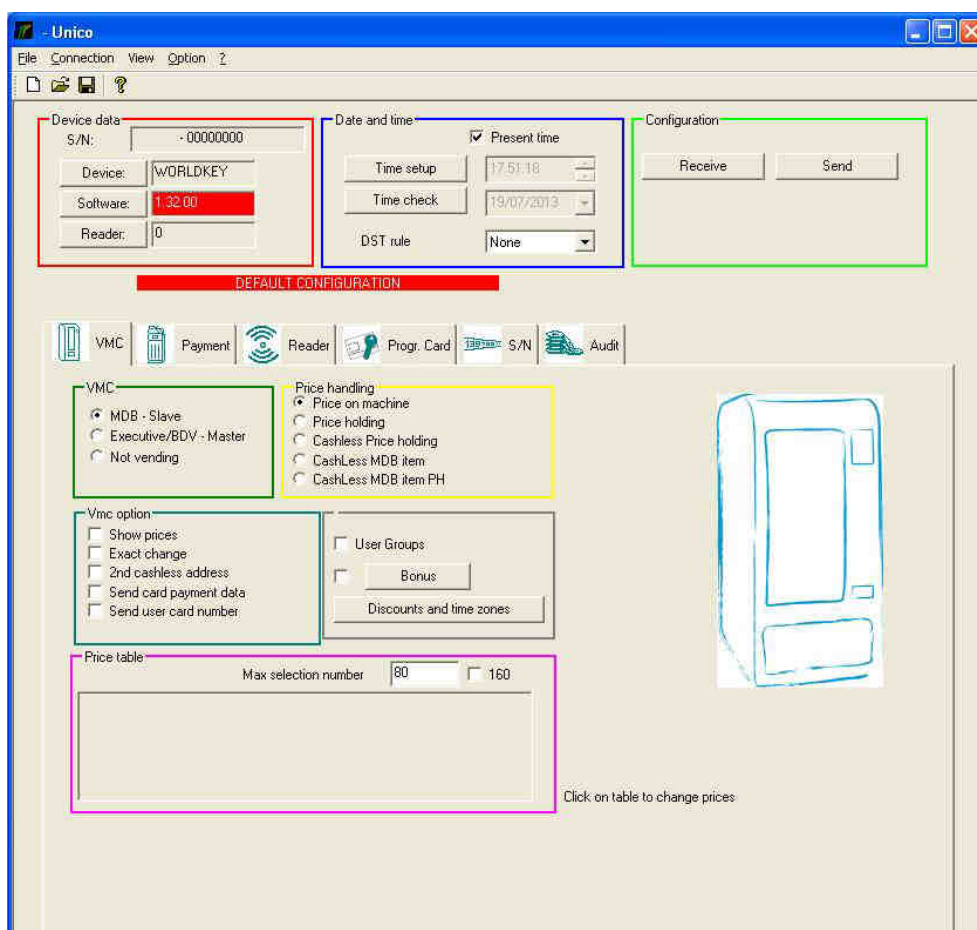 - Unico
File Connection View Option ?
Device data
S/N: - 00000000
Device: WORLDKEY
Software: 1.32.00
Reader: 0
Date and time
Present time
Time setup 17.51.18
Time check 19/07/2013
DST rule None
Configuration
Receive Send
DEFAULT CONFIGURATION
VMC Payment Reader Progr. Card S/N Audit
VMC
MDB - Slave
Executive/BDV - Master
Not vending
Price handling
Price on machine
Price holding
Cashless Price holding
CashLess MDB item
CashLess MDB item PH
Vmc option
Show prices
Exact change
2nd cashless address
Send card payment data
Send user card number
User Groups
Bonus
Discounts and time zones
Price table
Max selection number 80 160
Click on table to change prices